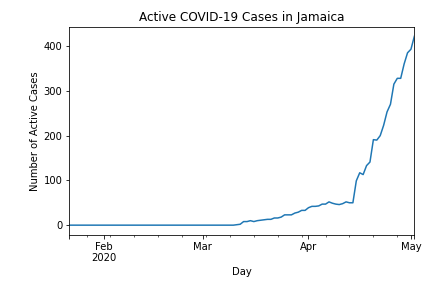 Active COVID-19 Cases in Jamaica
Number of Active Cases
400
300
200
100
0
Feb
2020
Mar
Apr
May
Day